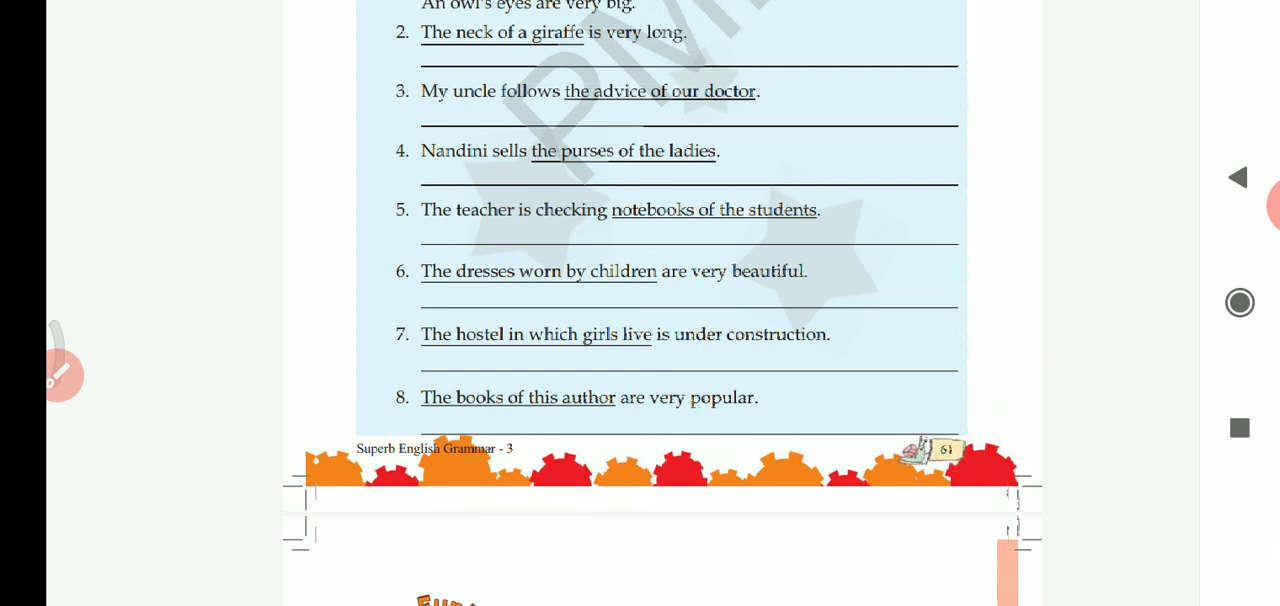 An owl's eyes are very big.
2. The neck of a giraffe is very long.
3. My uncle follows the advice of our doctor.
4. Nandini sells the purses of the ladies.
5. The teacher is checking notebooks of the students.
6. The dresses worn by children are very beautiful.
7. The hostel in which girls live is under construction.
8. The books of this author are very popular.
Superb English Grammar - 3
61